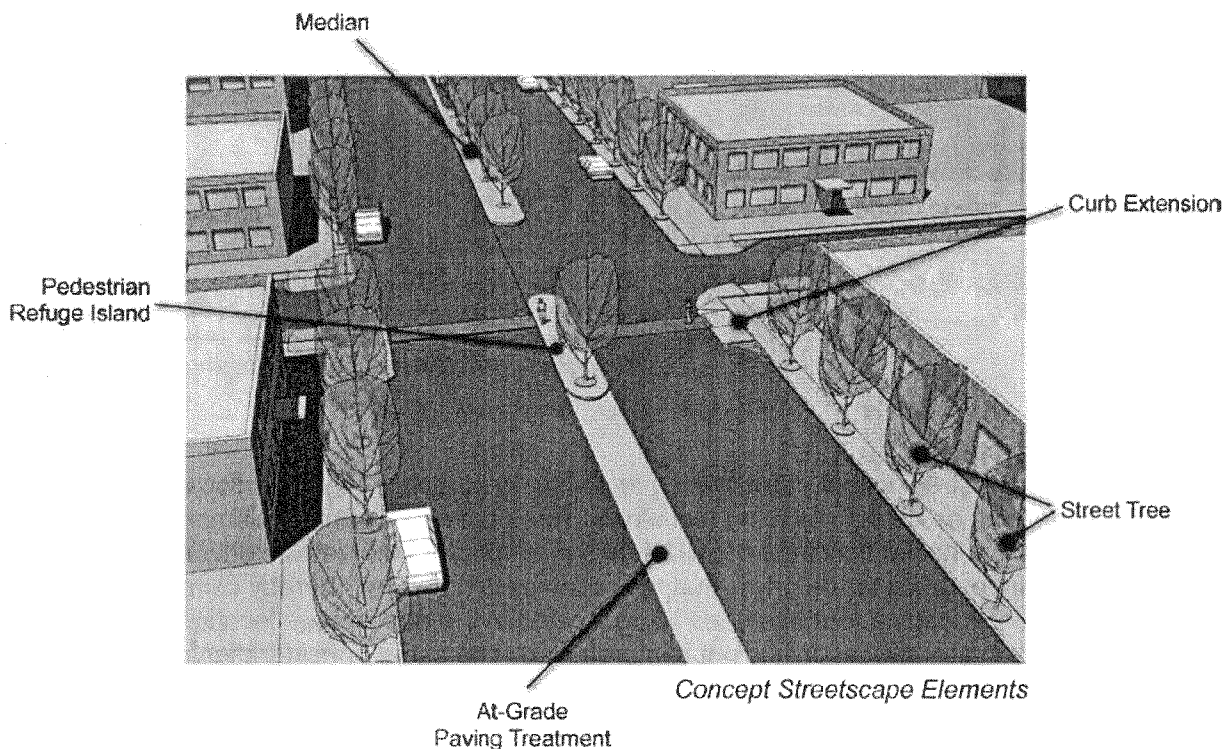 Median
Curb Extension
Pedestrian
Refuge Island
Street Tree
Concept Streetscape Elements
At-Grade
Paving Treatment